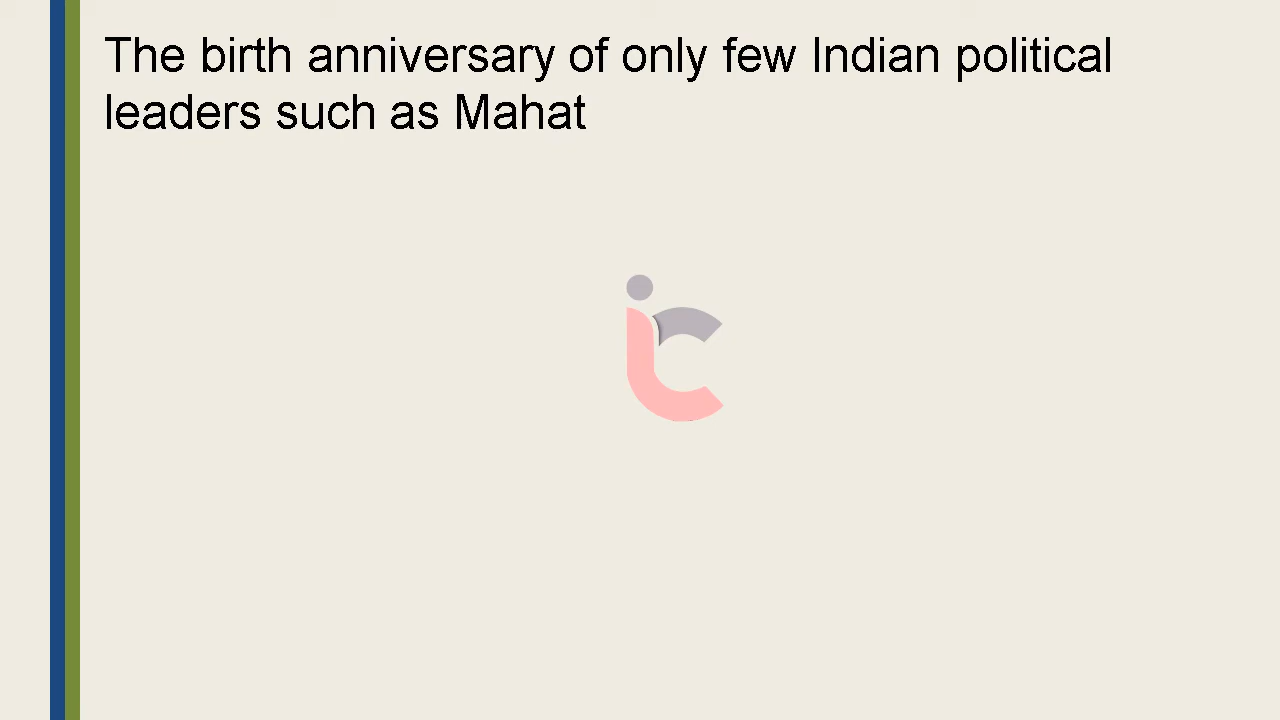 The birth anniversary of only few Indian political
leaders such as Mahat